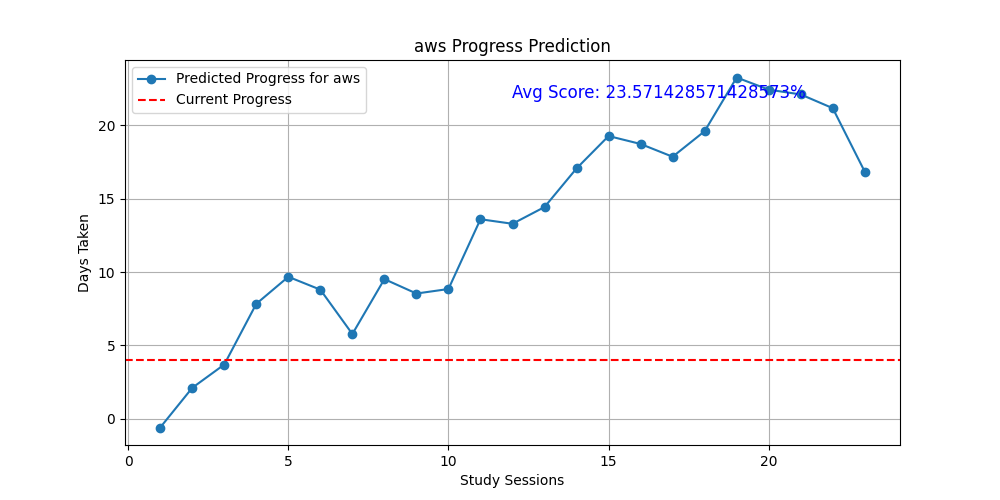 aws Progress Prediction
Predicted Progress for aws
Current Progress
Avg Score: 23.571428571428573%
Days Taken
20
15
10
5
0
0 5 10 15 20
Study Sessions